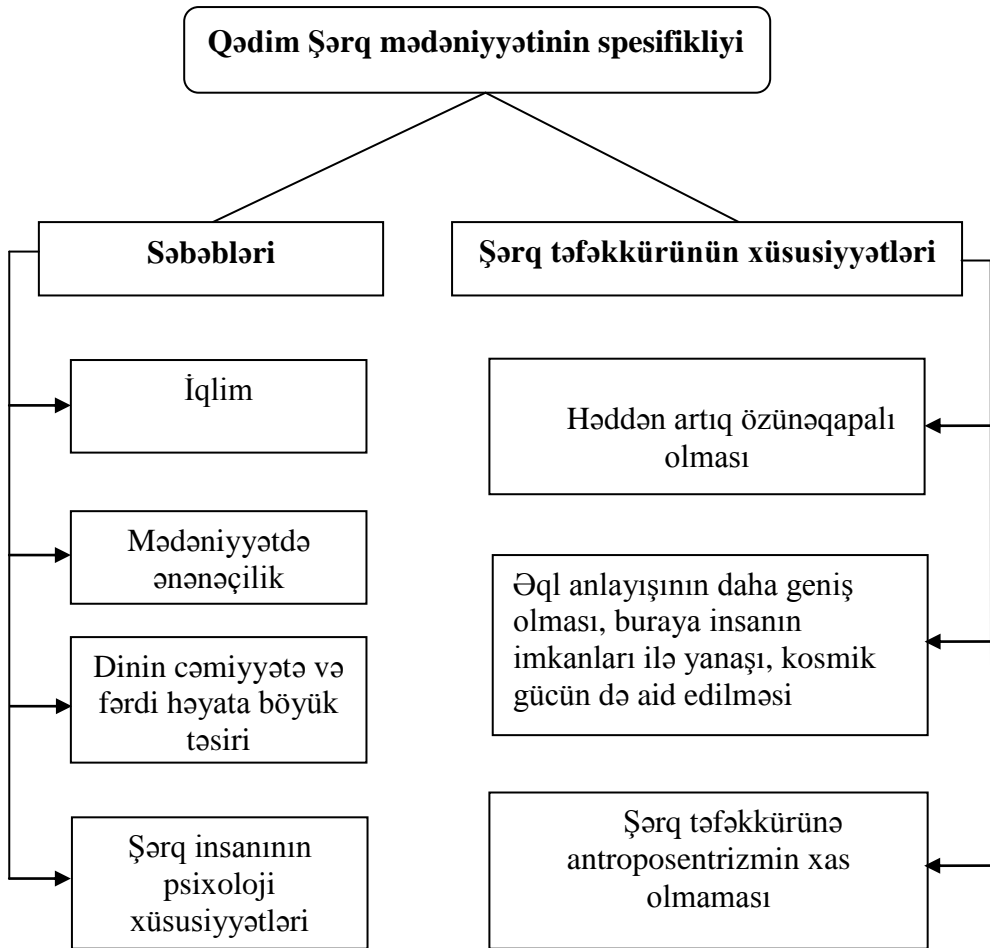 Qədim Şərq mədəniyyətinin spesifikliyi
Səbəbləri
İqlim
Mədəniyyətdə
ənənəçilik
Dinin cəmiyyətə və
fərdi həyata böyük
təsiri
Şərq insanının
psixoloji
xüsusiyyətləri
Şərq təfəkkürünün xüsusiyyətləri
Həddən artıq özünəqapalı
olması
Əql anlayışının daha geniş
olması, buraya insanın
imkanları ilə yanaşı, kosmik
gücün də aid edilməsi
Şərq təfəkkürünə
antroposentrizmin xas
olmaması